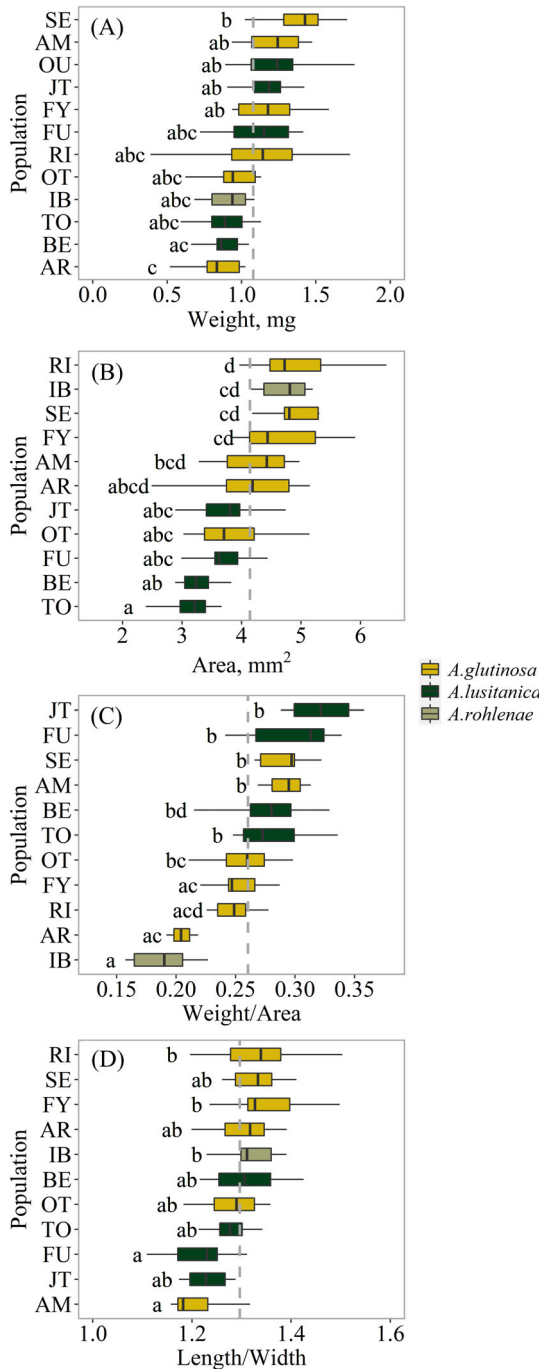 (A)
Population
SE b
AM ab
OU ab
JT ab
FY ab
FU abc
RI abc
OT abc
IB abc
TO abc
BE ac
AR c
0.0 0.5 1.0 1.5 2.0
Weight, mg
(B)
Population
RI d
IB cd
SE cd
FY cd
AM bcd
AR abcd
JT abc
OT abc
FU abc
BE ab
TO a
2 3 4 5 6
Area, mm²
A.glutinosa
A.lusitanica
A.rohlenae
(C)
Population
JT b
FU b
SE b
AM b
BE bd
TO b
OT bc
FY ac
RI acd
AR ac
IB a
0.15 0.20 0.25 0.30 0.35
Weight/Area
(D)
Population
RI b
SE ab
FY b
AR ab
IB b
BE ab
OT ab
TO ab
FU a
JT ab
AM a
1.0 1.2 1.4 1.6
Length/Width